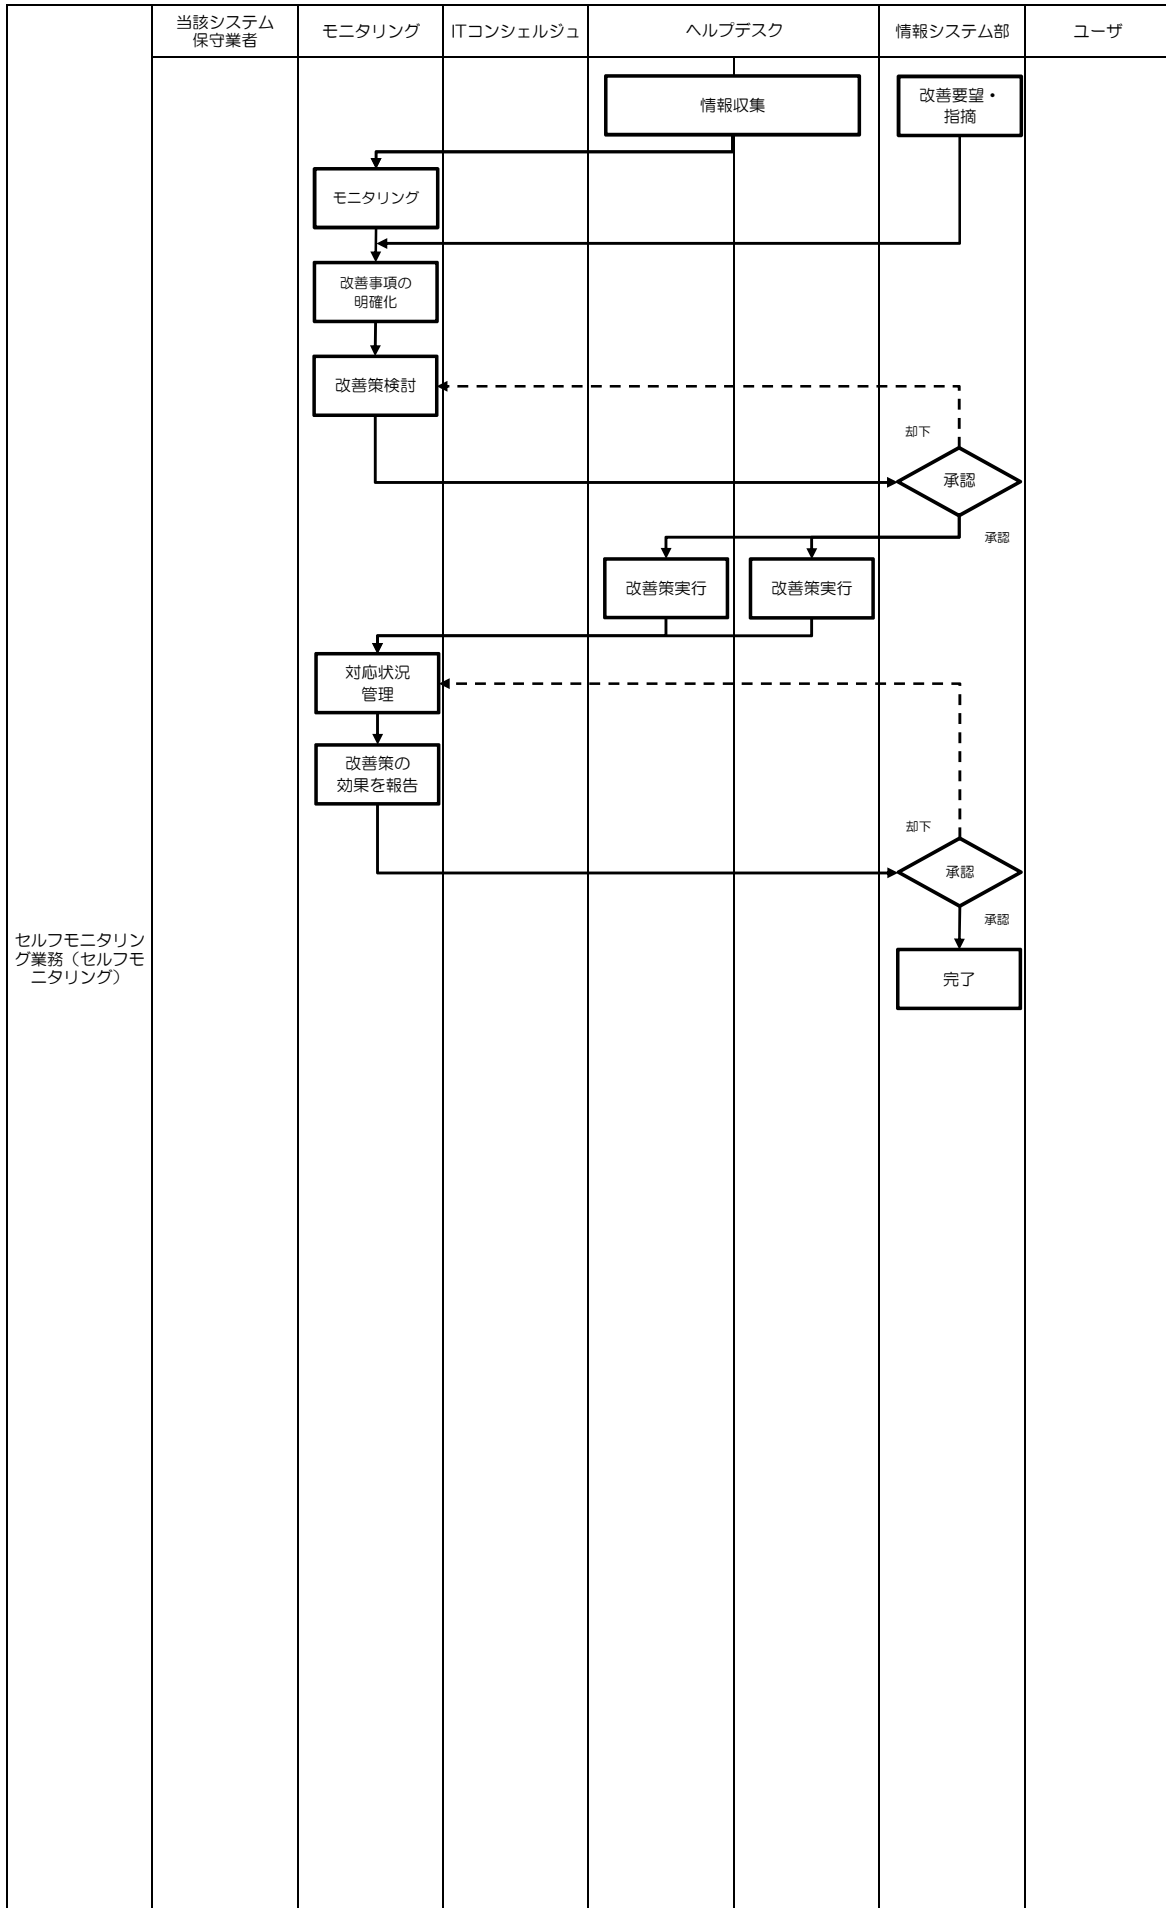 当該システム
保守業者
モニタリング
ITコンシェルジュ
ヘルプデスク
情報システム部
ユーザ
情報収集
改善要望・
指摘
モニタリング
改善事項の
明確化
改善策検討
却下
承認
承認
改善策実行
改善策実行
対応状況
管理
改善策の
効果を報告
却下
承認
承認
セルフモニタリン
グ業務（セルフモ
ニタリング）
完了